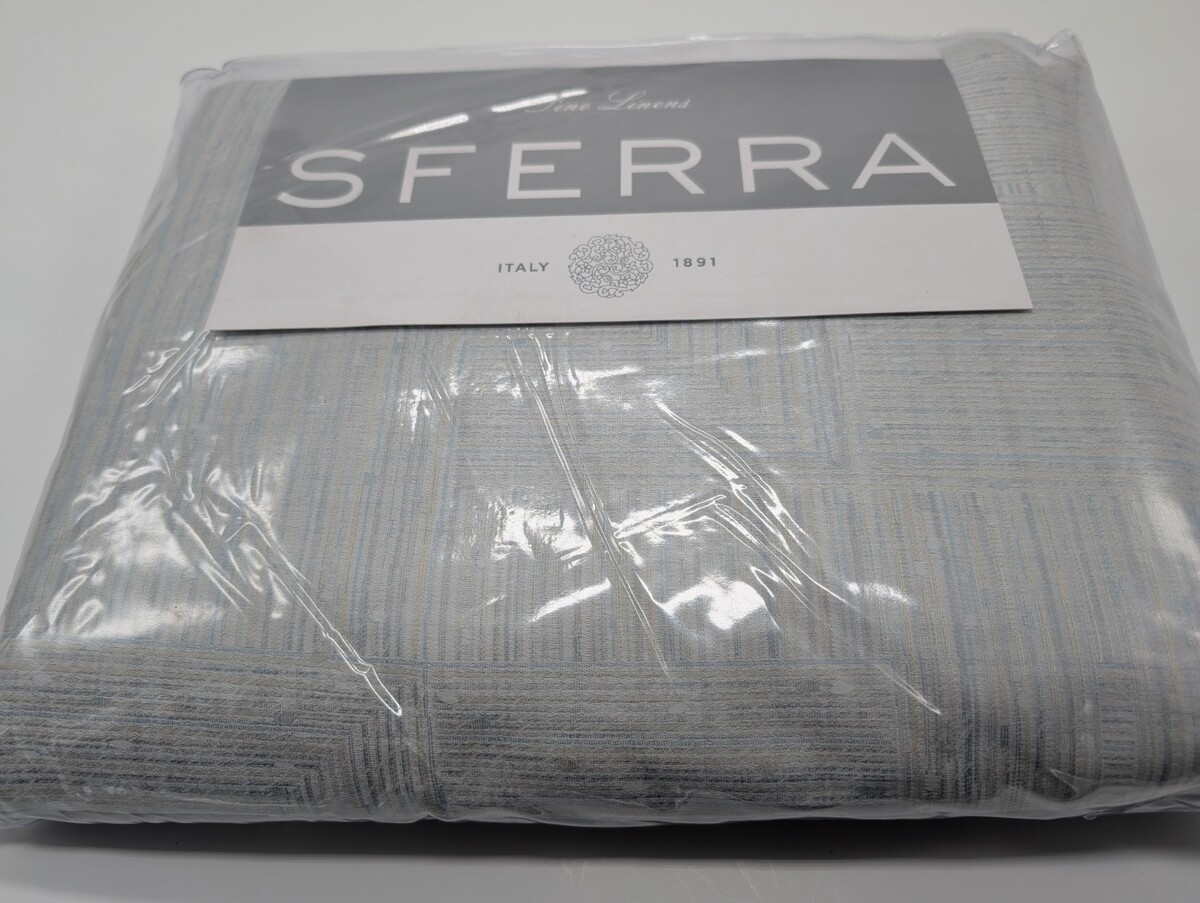 Fine Linens
SFERRA
ITALY 1891